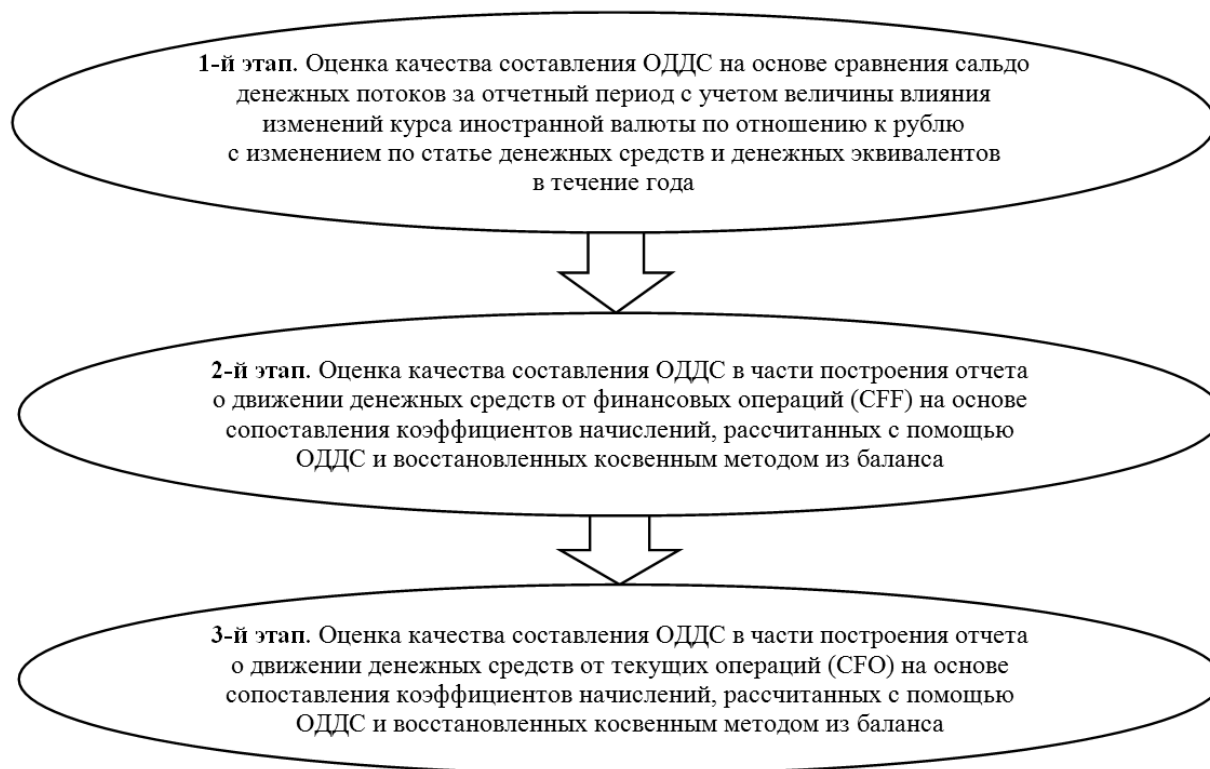 1-й этап. Оценка качества составления ОДДС на основе сравнения сальдо
денежных потоков за отчетный период с учетом величины влияния
изменений курса иностранной валюты по отношению к рублю
с изменением по статье денежных средств и денежных эквивалентов
в течение года
2-й этап. Оценка качества составления ОДДС в части построения отчета
о движении денежных средств от финансовых операций (CFF) на основе
сопоставления коэффициентов начислений, рассчитанных с помощью
ОДДС и восстановленных косвенным методом из баланса
3-й этап. Оценка качества составления ОДДС в части построения отчета
о движении денежных средств от текущих операций (CFO) на основе
сопоставления коэффициентов начислений, рассчитанных с помощью
ОДДС и восстановленных косвенным методом из баланса